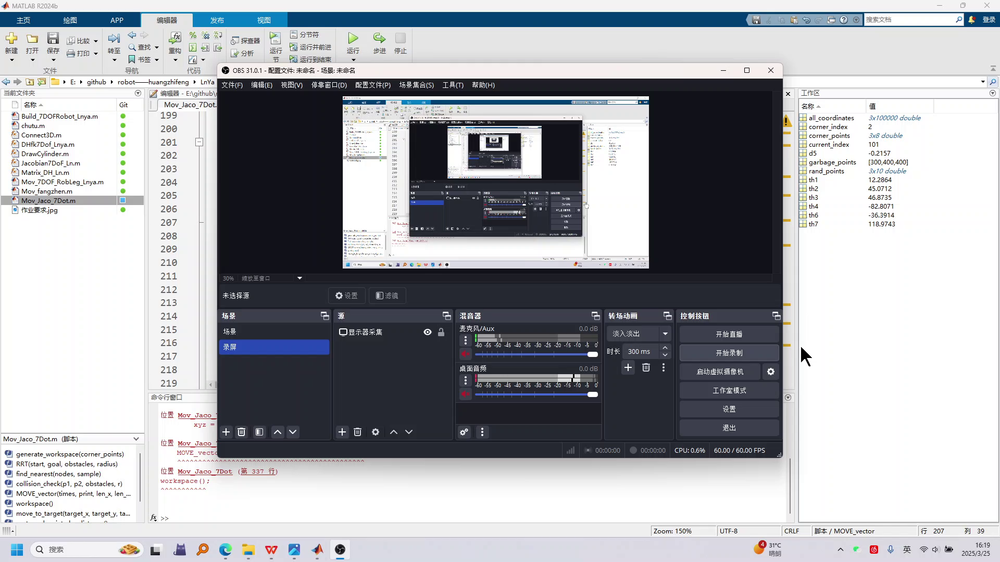 MATLAB R2024b
主页 绘图 APP 编辑器 发布 视图
搜索文档 登录
新建 打开 保存 比较 打印 转至 查找 书签 重构 探查器 分析 运行节 分节符 运行并前进 运行到结束 运行 步进 停止
文件 导航 代码
E: github robot——huangzhifeng LnYa
当前文件夹
名称 Git
Build_7DOFRobot_Lnya.m
chutu.m
Connect3D.m
DHfk7Dof_Lnya.m
DrawCylinder.m
Jacobian7DoF_Ln.m
Matrix_DH_Ln.m
Mov_7DOF_RobLeg_Lnya.m
Mov_fangzhen.m
Mov_Jaco_7Dot.m
作业要求.jpg
Mov_Jaco_7Dot.m (脚本)
generate_workspace(corner_points)
RRT(start, goal, obstacles, radius)
find_nearest(nodes, sample)
collision_check(p1, p2, obstacles, r)
MOVE_vector(times, print, len_x, len_...
workspace()
move_to_target(target_x, target_y, ta...
编辑器 - E:\github\
Mov_Jaco_7Dot.
199
200
201
202
203
204
205
206
207
208
209
210
211
212
213
214
215
216
217
218
219
OBS 31.0.1 - 配置文件: 未命名 - 场景: 未命名
文件(F) 编辑(E) 视图(V) 停靠窗口(D) 配置文件(P) 场景集合(S) 工具(T) 帮助(H)
30% 缩放至窗口
未选择源 设置 滤镜
场景
场景
录屏
源
显示器采集
混音器
麦克风/Aux 0.0 dB
-60 -55 -50 -45 -40 -35 -30 -25 -20 -15 -10 -5 0
桌面音频 0.0 dB
-60 -55 -50 -45 -40 -35 -30 -25 -20 -15 -10 -5 0
转场动画
淡入淡出
时长 300 ms
控制按钮
开始直播
开始录制
启动虚拟摄像机
工作室模式
设置
退出
00:00:00 00:00:00 CPU: 0.6% 60.00 / 60.00 FPS
命令行窗口
位置 Mov_Jaco_
xyz =
位置 Mov_Jaco_
MOVE_vecto
^^^^^^^^^^^^^^^^^^^^^^^^^^^^^^^^^^^^^^^^^^^^
位置 Mov_Jaco_7Dot (第 337 行)
workspace();
^^^^^^^^^^^
fx >>
工作区
名称 值
all_coordinates 3x100000 double
corner_index 2
corner_points 3x8 double
current_index 101
d5 -0.2157
garbage_points [300,400,400]
rand_points 3x10 double
th1 12.2864
th2 45.0712
th3 46.8735
th4 -82.8071
th6 -36.3914
th7 118.9743
Zoom: 150% UTF-8 CRLF 脚本 / MOVE_vector 行 207 列 39
搜索
4 31°C
晴朗
英
16:19
2025/3/25